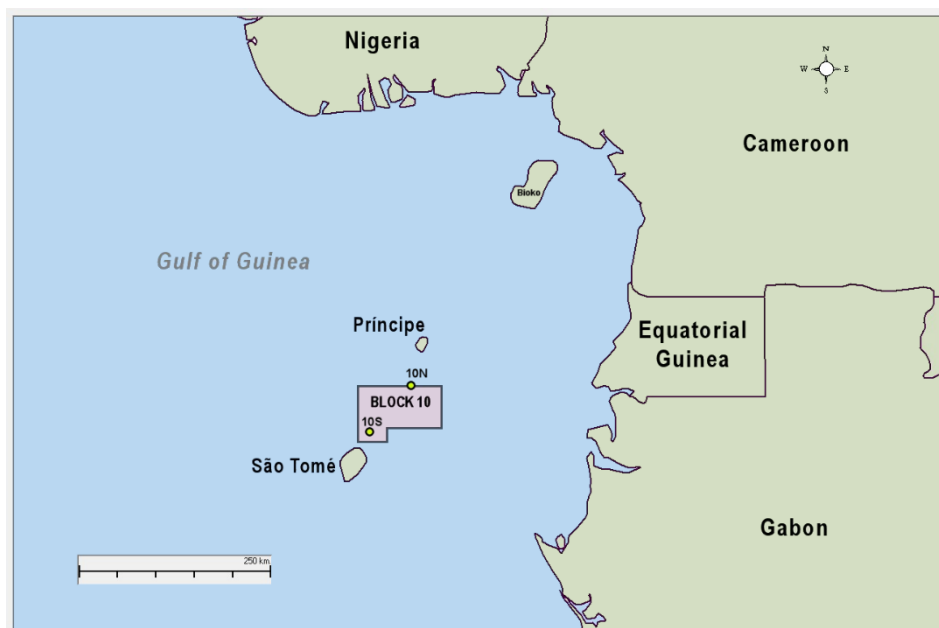 Nigeria
N
W E
S
Cameroon
Bioko
Gulf of Guinea
Príncipe
Equatorial
Guinea
10N
BLOCK 10
10S
São Tomé
Gabon
250 km